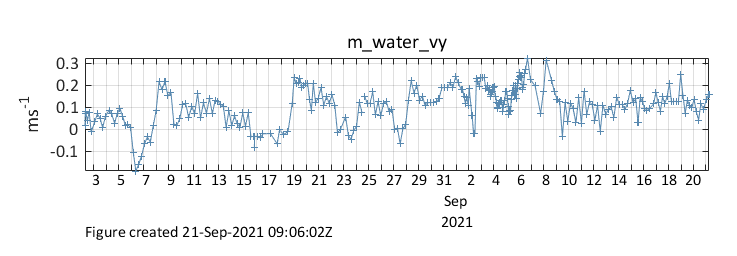 m_water_vy
ms⁻¹
0.3
0.2
0.1
0
-0.1
3 5 7 9 11 13 15 17 19 21 23 25 27 29 31 2 4 6 8 10 12 14 16 18 20
Sep
2021
Figure created 21-Sep-2021 09:06:02Z